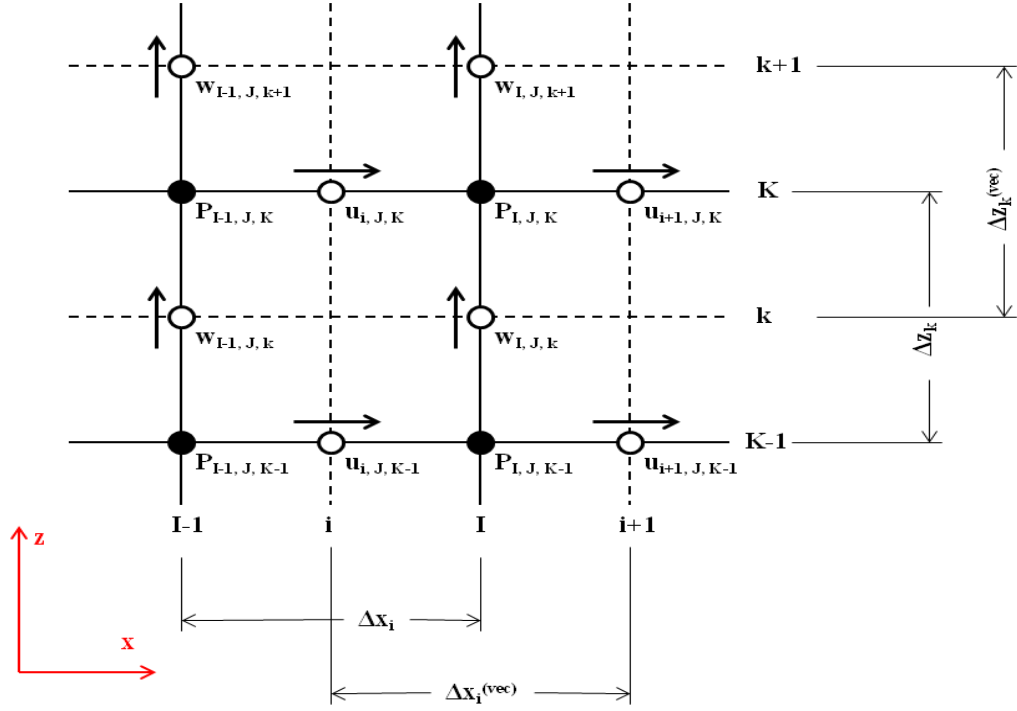 k+1
w_{I-1, J, k+1} w_{I, J, k+1}
K
P_{I-1, J, K} u_{i, J, K} P_{I, J, K} u_{i+1, J, K}
Δz_k^{(vec)}
k
w_{I-1, J, k} w_{I, J, k}
Δz_k
K-1
P_{I-1, J, K-1} u_{i, J, K-1} P_{I, J, K-1} u_{i+1, J, K-1}
I-1 i I i+1
z
Δx_i
x
Δx_i^{(vec)}